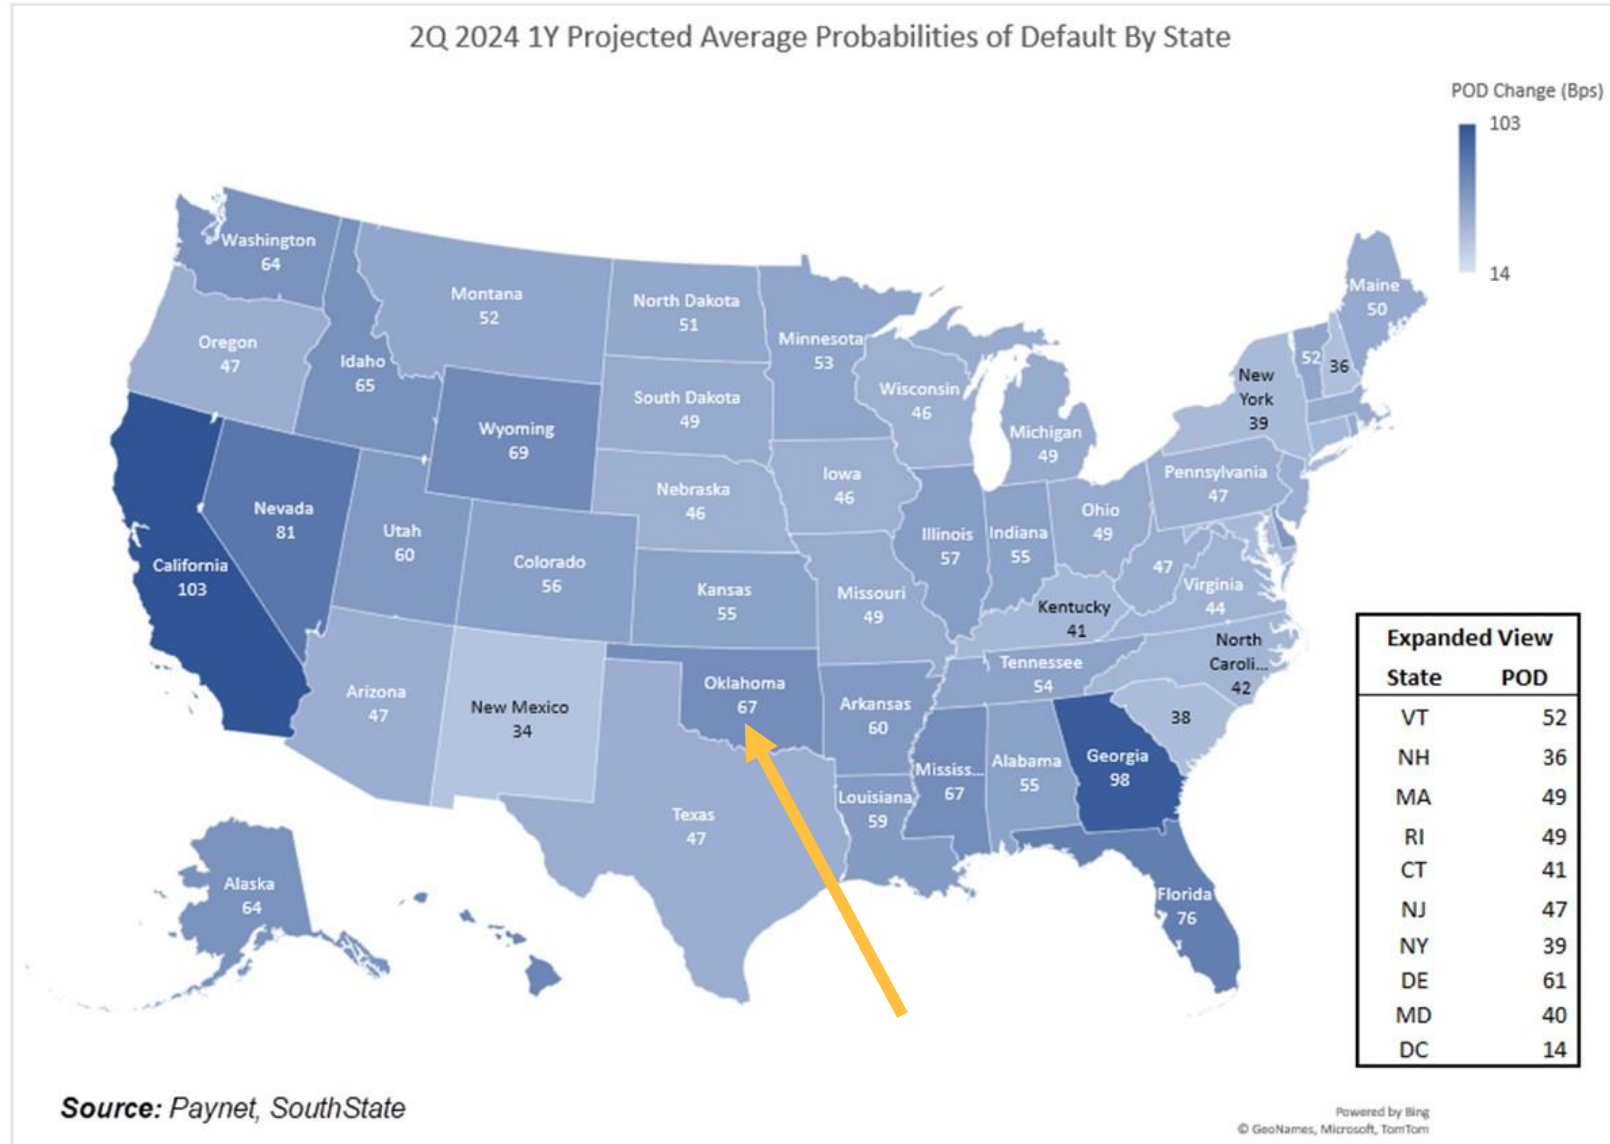 2Q 2024 1Y Projected Average Probabilities of Default By State
POD Change (Bps)
103
14
Washington
64
Oregon
47
Idaho
65
Montana
52
North Dakota
51
Minnesota
53
Wisconsin
46
Michigan
49
Maine
50
52
36
New
York
39
Wyoming
69
South Dakota
49
Nebraska
46
Iowa
46
Nevada
81
Utah
60
Colorado
56
California
103
Kansas
55
Missouri
49
Illinois
57
Indiana
55
Ohio
49
Pennsylvania
47
47
Virginia
44
Kentucky
41
North
Caroli...
42
Tennessee
54
38
Arizona
47
New Mexico
34
Oklahoma
67
Arkansas
60
Texas
47
Louisiana
59
Mississ...
67
Alabama
55
Georgia
98
Florida
76
Alaska
64
Expanded View
State POD
VT 52
NH 36
MA 49
RI 49
CT 41
NJ 47
NY 39
DE 61
MD 40
DC 14
Source: Paynet, SouthState
Powered by Bing
© GeoNames, Microsoft, TomTom